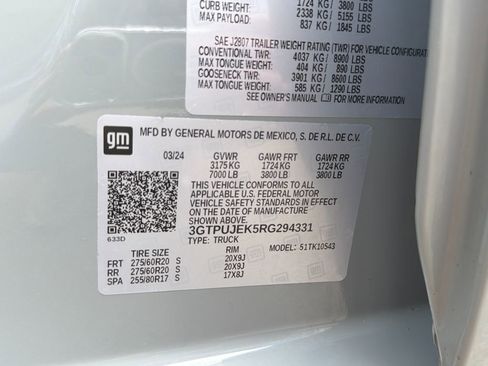 CURB WEIGHT: 1724 KG/ 3800 LBS
2338 KG/ 5155 LBS
MAX PAYLOAD: 837 KG/ 1845 LBS
SAE J2807 TRAILER WEIGHT RATING (TWR) FOR VEHICLE CONFIGURAT
CONVENTIONAL TWR: 4037 KG/ 8900 LBS
MAX TONGUE WEIGHT: 404 KG/ 890 LBS
GOOSENECK TWR: 3901 KG/ 8600 LBS
MAX TONGUE WEIGHT: 585 KG/ 1290 LBS
SEE OWNER'S MANUAL FOR MORE INFORMATION
gm
MFD BY GENERAL MOTORS DE MEXICO, S. DE R.L. DE C.V.
03/24 GVWR GAWR FRT GAWR RR
3175 KG 1724 KG 1724 KG
7000 LB 3800 LB 3800 LB
THIS VEHICLE CONFORMS TO ALL
APPLICABLE U.S. FEDERAL MOTOR
VEHICLE SAFETY STANDARDS IN EFFECT
ON THE DATE OF MANUFACTURE
SHOWN ABOVE.
3GTPUJEK5RG294331
633D
TYPE: TRUCK MODEL: 51TK10543
TIRE SIZE RIM
FRT 275/60R20 S 20X9J
RR 275/60R20 S 20X9J
SPA 255/80R17 S 17X8J